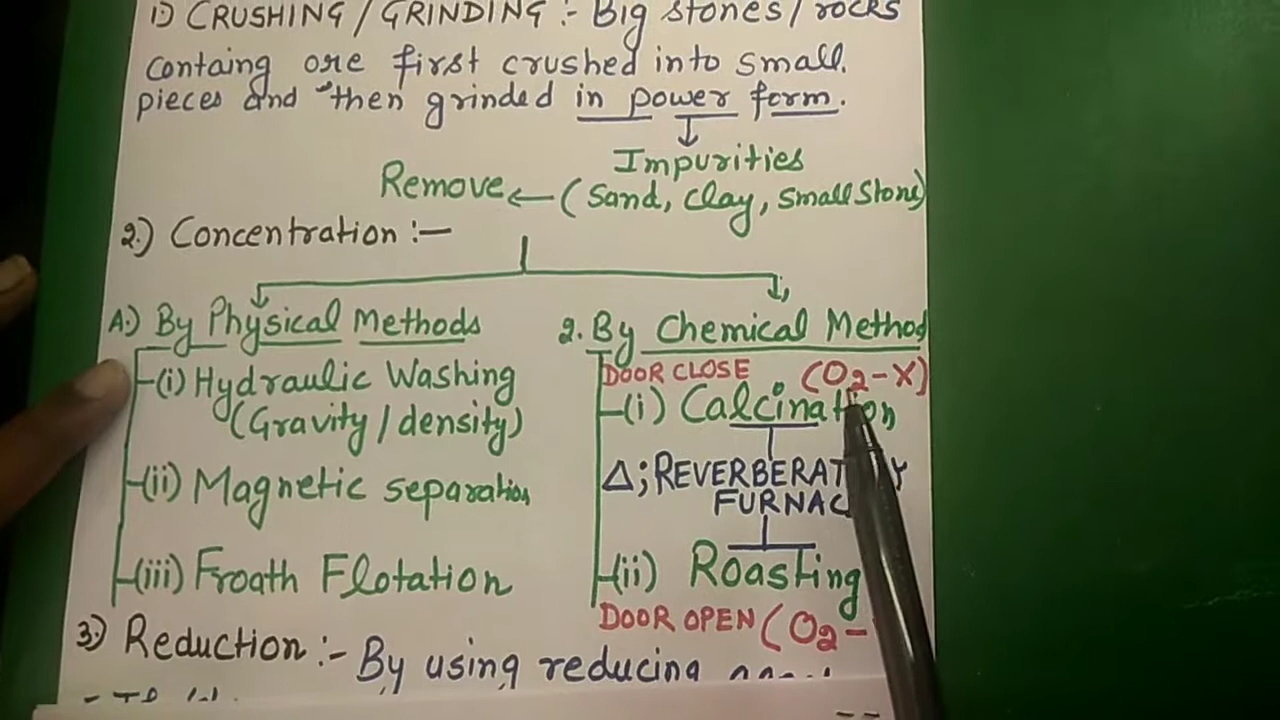 1.) CRUSHING / GRINDING :- Big stones / rocks
Containg ore first crushed into small.
pieces and then grinded in power form.
Impurities
Remove ← (Sand, Clay, Small Stone)
2.) Concentration :-
A.) By Physical Methods
(i) Hydraulic Washing
(Gravity / density)
(ii) Magnetic separation
(iii) Froath Flotation
2. By Chemical Method
DOOR CLOSE (O2-X)
(i) Calcination
Δ; REVERBERAT Y
FURNAC
(ii) Roasting
DOOR OPEN (O2-
3.) Reduction :- By using reducing